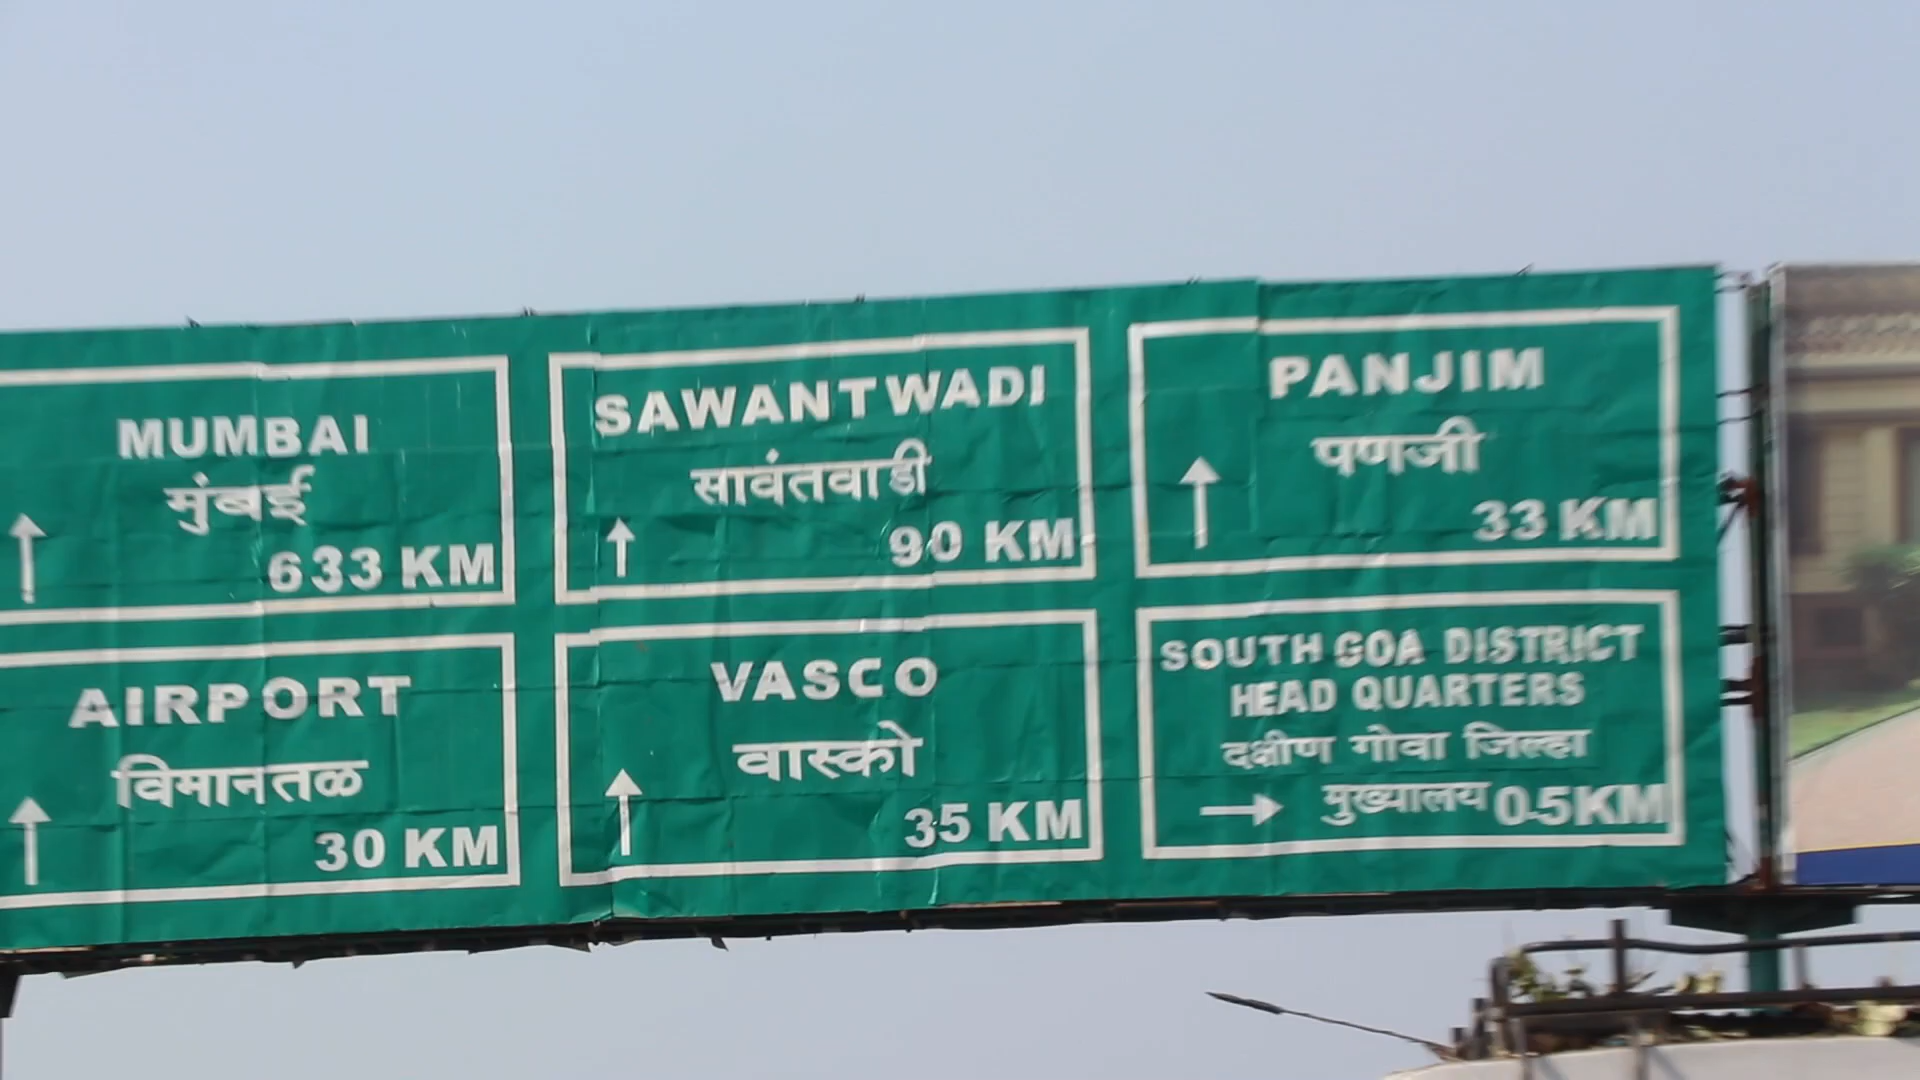 MUMBAI
मुंबई
633 KM
SAWANTWADI
सावंतवाडी
90 KM
PANJIM
पणजी
33 KM
AIRPORT
विमानतळ
30 KM
VASCO
वास्को
35 KM
SOUTH GOA DISTRICT
HEAD QUARTERS
दक्षीण गोवा जिल्हा
मुख्यालय 0.5KM